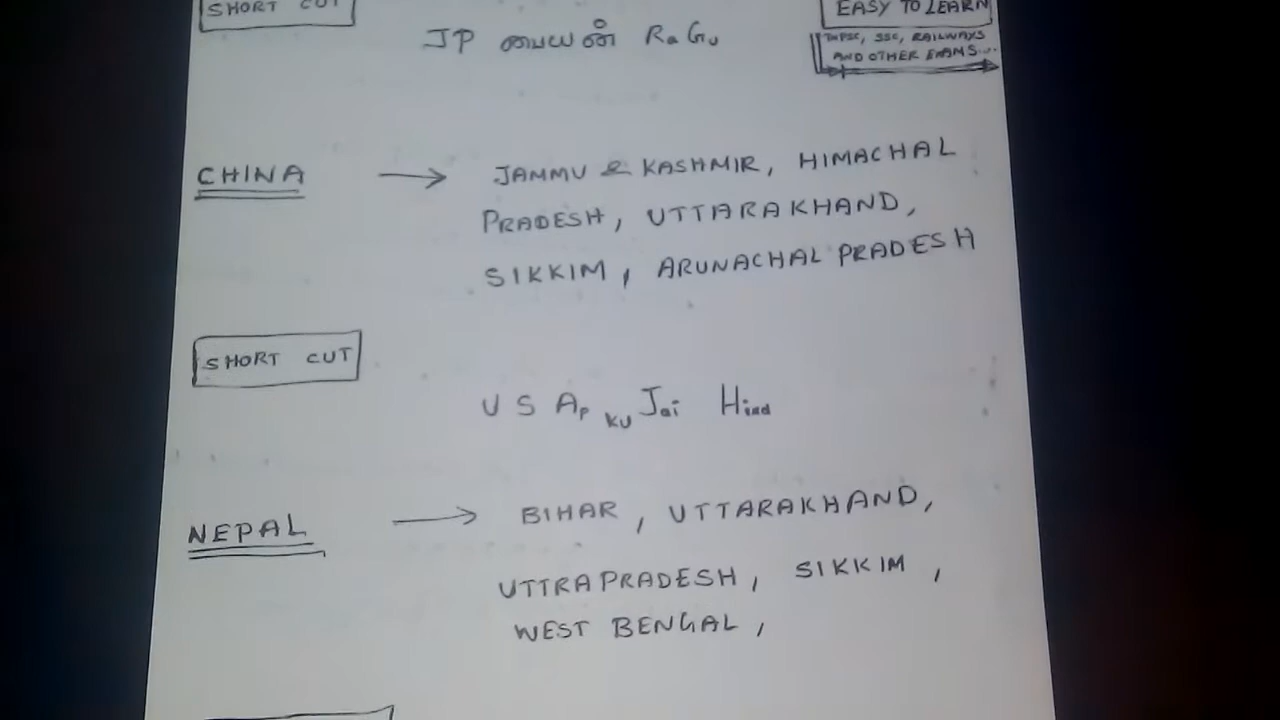 SHORT CUT
EASY TO LEARN
TNPSC, SSC, RAILWAYS
AND OTHER EXAMS...
JP பையன் RaGu
CHINA → JAMMU & KASHMIR, HIMACHAL
PRADESH, UTTARAKHAND,
SIKKIM, ARUNACHAL PRADESH
SHORT CUT
U S Ap KU Jai Hind
NEPAL → BIHAR, UTTARAKHAND,
UTTRAPRADESH, SIKKIM,
WEST BENGAL,